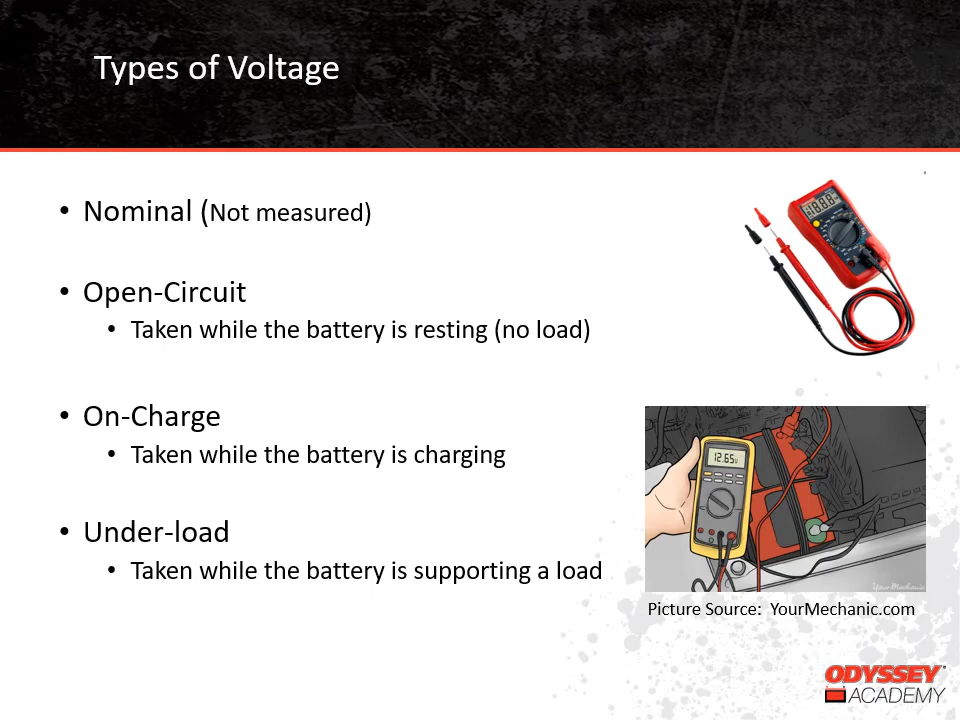 Types of Voltage
• Nominal (Not measured)
• Open-Circuit
• Taken while the battery is resting (no load)
• On-Charge
• Taken while the battery is charging
• Under-load
• Taken while the battery is supporting a load
12.65v
YourMechanic
Picture Source: YourMechanic.com
ODYSSEY
ACADEMY